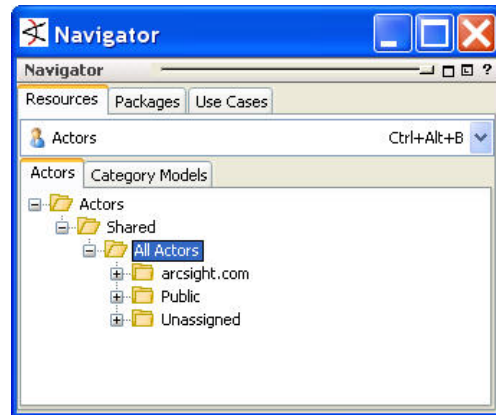 Navigator
Navigator ?
Resources Packages Use Cases
Actors Ctrl+Alt+B
Actors Category Models
Actors
Shared
All Actors
arcsight.com
Public
Unassigned